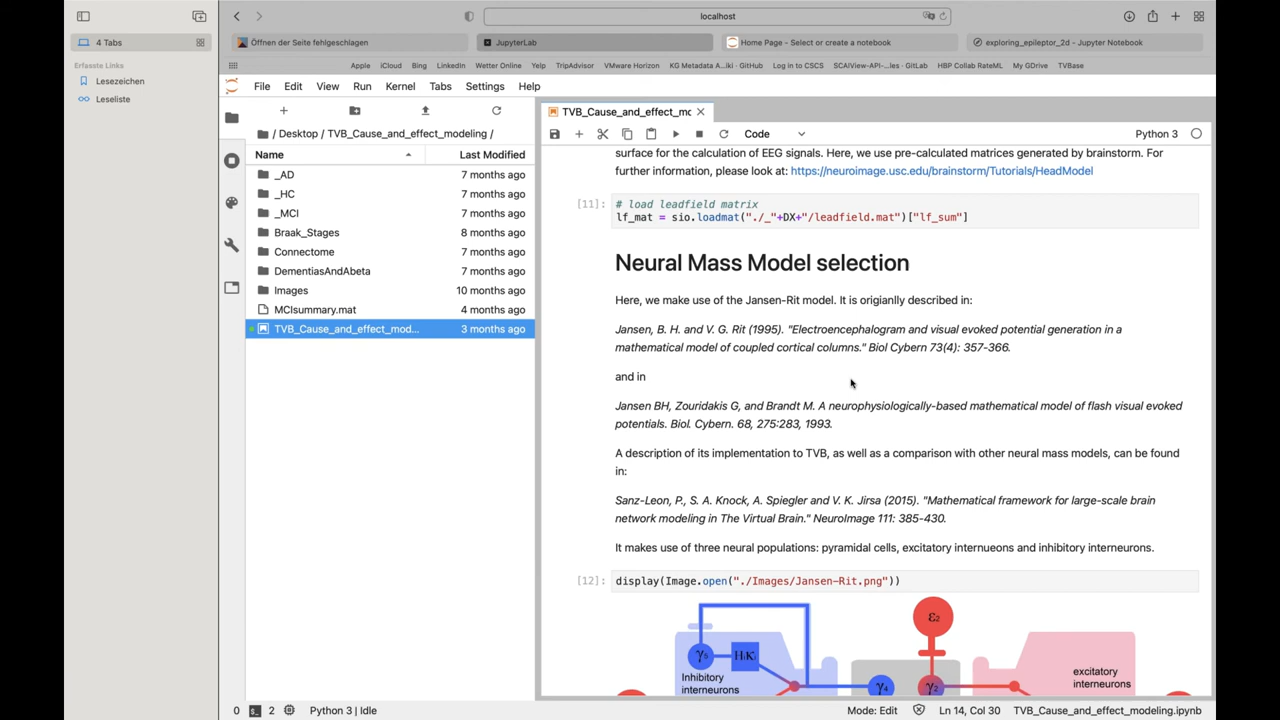 localhost
4 Tabs
Öffnen der Seite fehlgeschlagen
JupyterLab
Home Page - Select or create a notebook
exploring_epileptor_2d - Jupyter Notebook
Erfasste Links
Lesezeichen
Leseliste
Apple iCloud Bing LinkedIn Wetter Online Yelp TripAdvisor VMware Horizon KG Metadata A...iki · GitHub Log in to CSCS SCAIView-API-...es · GitLab HBP Collab RateML My GDrive TVBase
File Edit View Run Kernel Tabs Settings Help
/ Desktop / TVB_Cause_and_effect_modeling /
Name Last Modified
_AD 7 months ago
_HC 7 months ago
_MCI 7 months ago
Braak_Stages 8 months ago
Connectome 7 months ago
DementiasAndAbeta 7 months ago
Images 10 months ago
MCIsummary.mat 4 months ago
TVB_Cause_and_effect_mod... 3 months ago
TVB_Cause_and_effect_mc
Code
Python 3
surface for the calculation of EEG signals. Here, we use pre-calculated matrices generated by brainstorm. For
further information, please look at: https://neuroimage.usc.edu/brainstorm/Tutorials/HeadModel
[11]: # load leadfield matrix
lf_mat = sio.loadmat("./_"+DX+"/leadfield.mat")["lf_sum"]
Neural Mass Model selection
Here, we make use of the Jansen-Rit model. It is origianlly described in:
Jansen, B. H. and V. G. Rit (1995). "Electroencephalogram and visual evoked potential generation in a
mathematical model of coupled cortical columns." Biol Cybern 73(4): 357-366.
and in
Jansen BH, Zouridakis G, and Brandt M. A neurophysiologically-based mathematical model of flash visual evoked
potentials. Biol. Cybern. 68, 275:283, 1993.
A description of its implementation to TVB, as well as a comparison with other neural mass models, can be found
in:
Sanz-Leon, P., S. A. Knock, A. Spiegler and V. K. Jirsa (2015). "Mathematical framework for large-scale brain
network modeling in The Virtual Brain." NeuroImage 111: 385-430.
It makes use of three neural populations: pyramidal cells, excitatory internueons and inhibitory interneurons.
[12]: display(Image.open("./Images/Jansen-Rit.png"))
ε₂
γ₅ HᵢKᵢ
Inhibitory
interneurons
γ₄ γ₂
excitatory
interneurons
0 2 Python 3 | Idle
Mode: Edit Ln 14, Col 30 TVB_Cause_and_effect_modeling.ipynb